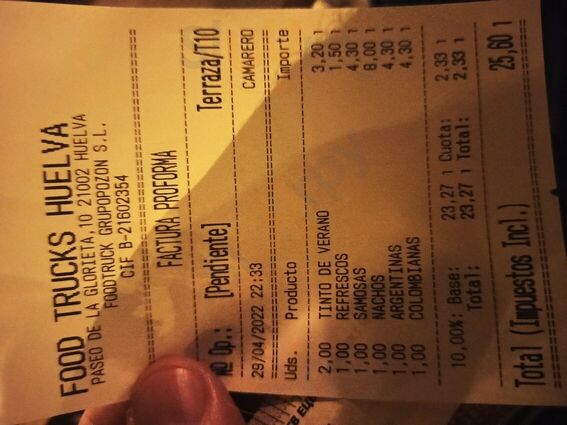 FOOD TRUCKS HUELVA
PASEO DE LA GLORIETA,10 21002 HUELVA
FOODTRUCK GRUPOPOZON S.L.
CIF B-21602354
FACTURA PROFORMA
Nº Op.: [Pendiente] Terraza/T10
29/04/2022 22:33 CAMARERO
Uds. Producto Importe
2,00 TINTO DE VERANO 3,20 1
1,00 REFRESCOS 1,50 1
1,00 SAMOSAS 4,30 1
1,00 NACHOS 8,00 1
1,00 ARGENTINAS 4,30 1
1,00 COLOMBIANAS 4,30 1
10,00%: Base: 23,27 1 Cuota: 2,33 1
Total: 23,27 1 Total: 2,33 1
Total (Impuestos Incl.) 25,60 1